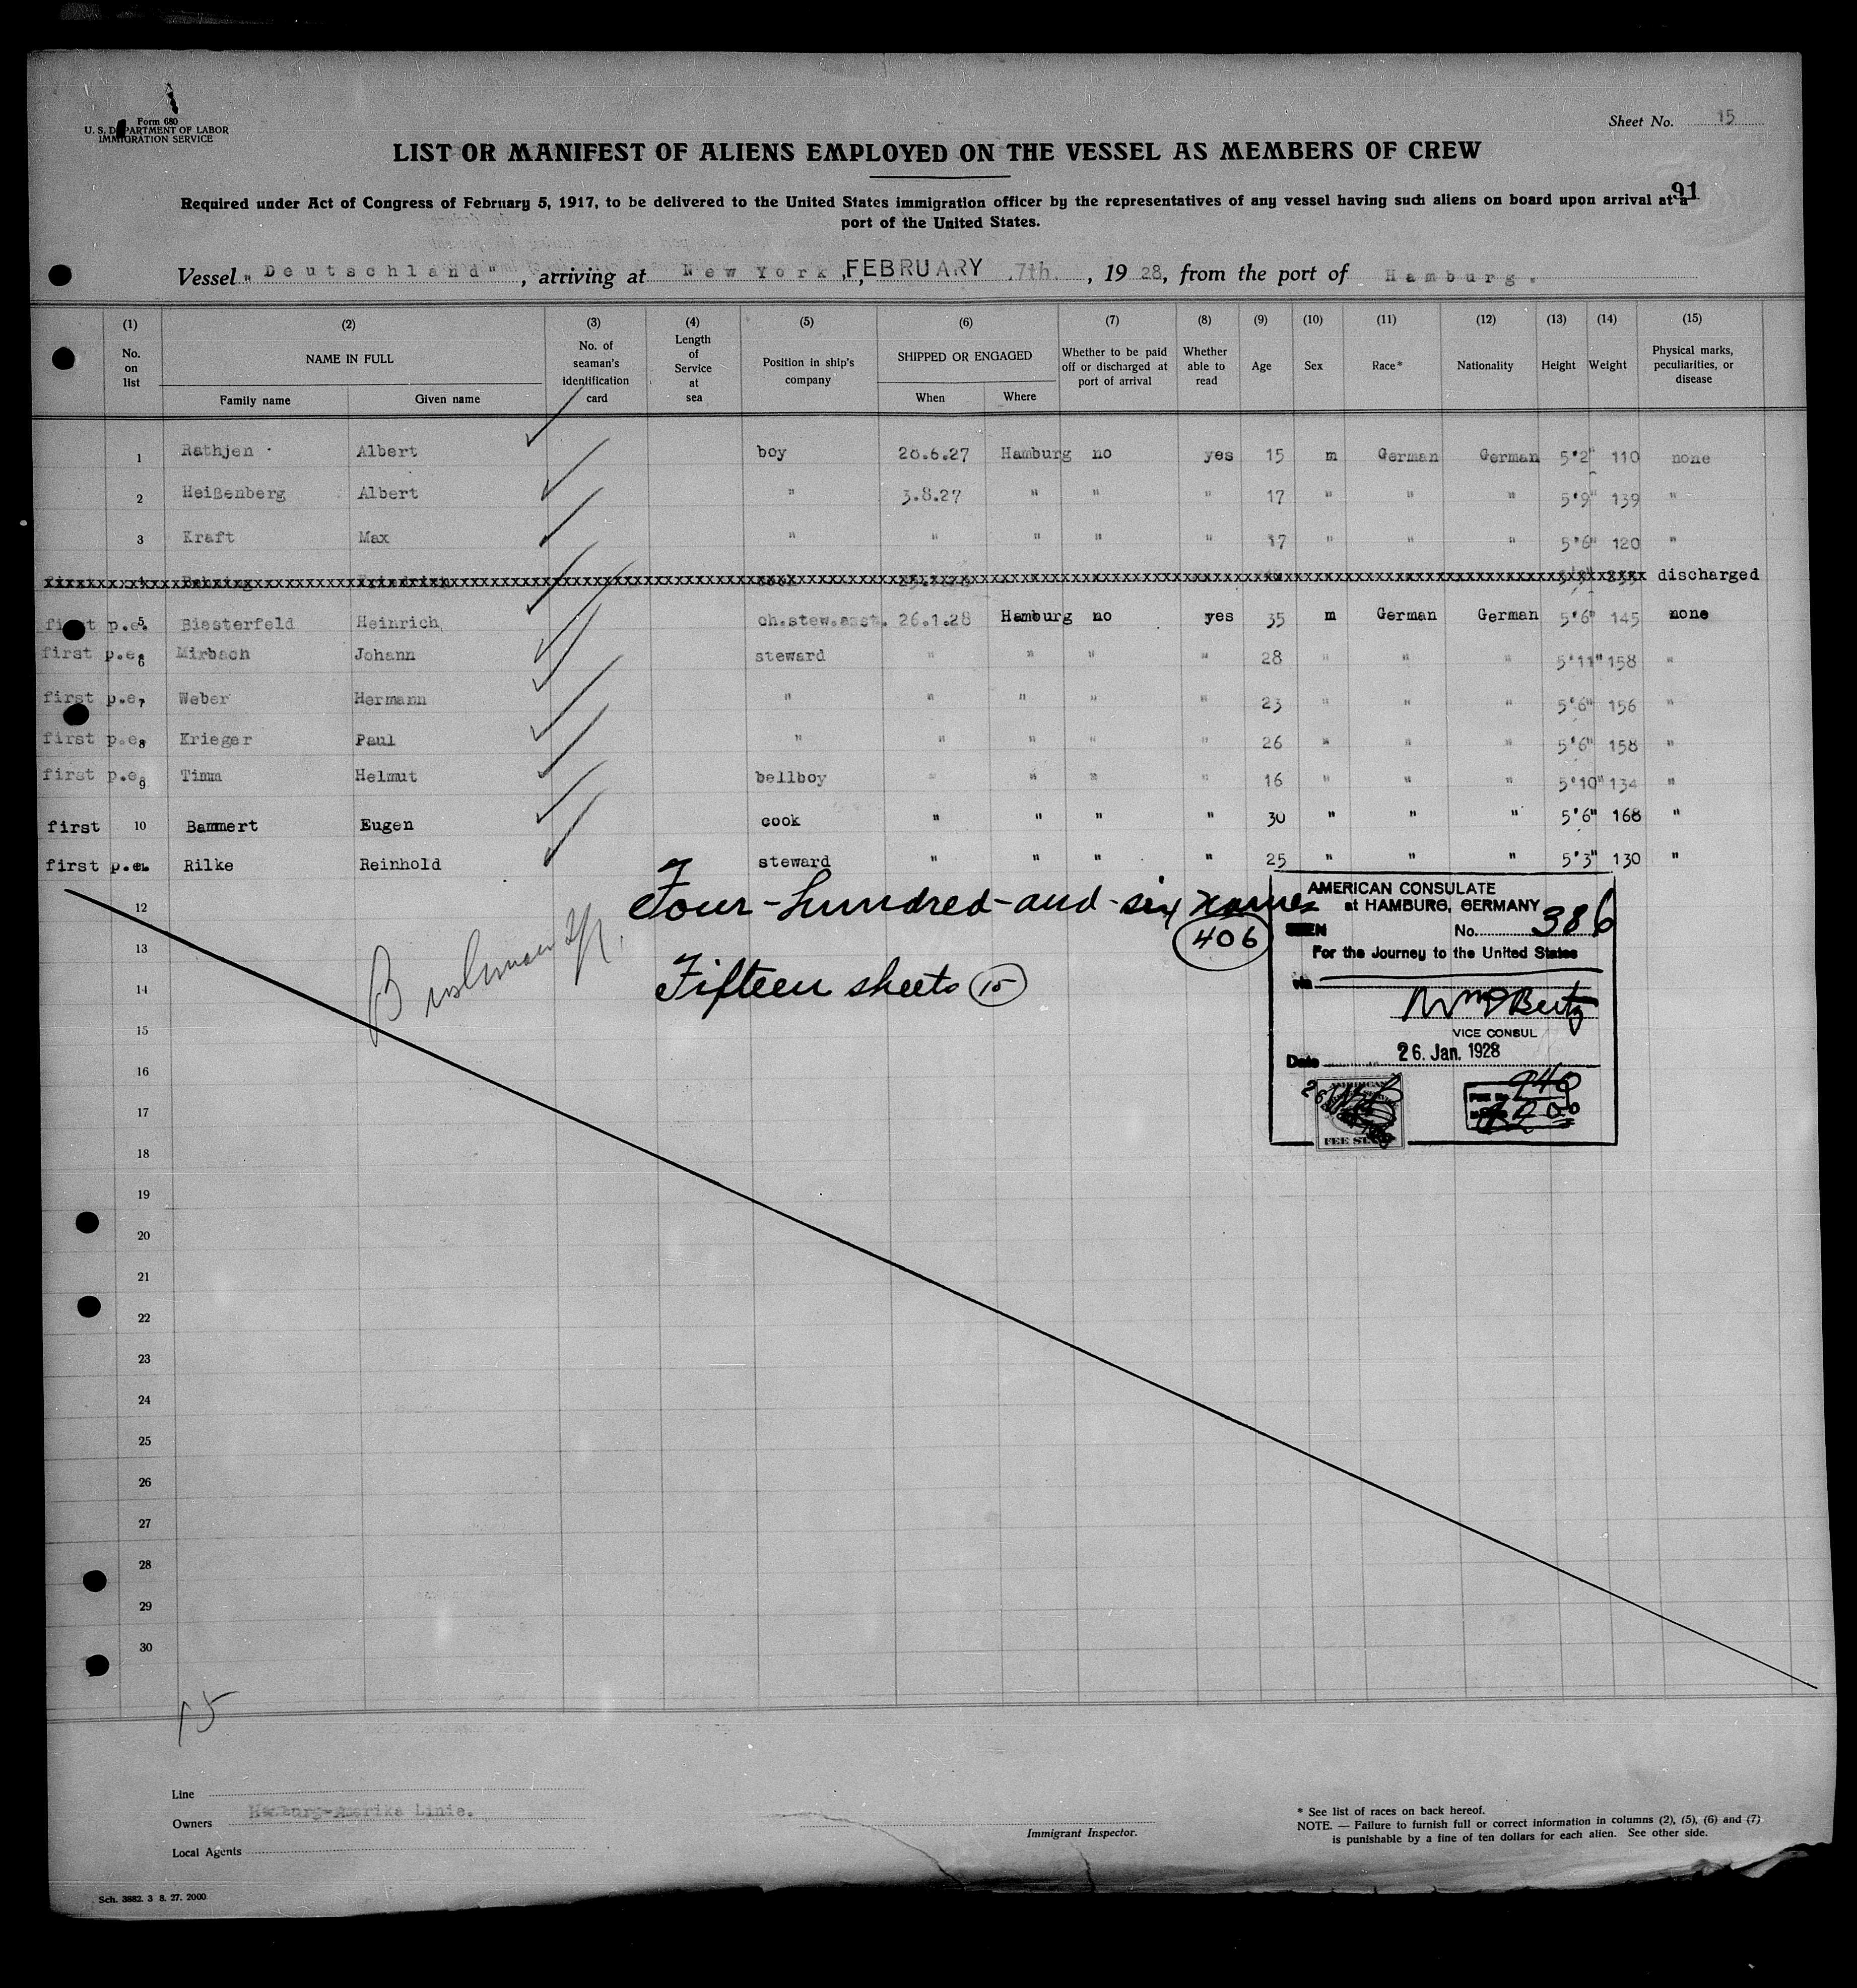 Form 680
U. S. DEPARTMENT OF LABOR
IMMIGRATION SERVICE
Sheet No. 15
LIST OR MANIFEST OF ALIENS EMPLOYED ON THE VESSEL AS MEMBERS OF CREW
91
Required under Act of Congress of February 5, 1917, to be delivered to the United States immigration officer by the representatives of any vessel having such aliens on board upon arrival at a
port of the United States.
Vessel "Deutschland", arriving at New York, FEBRUARY 7th., 1928, from the port of Hamburg.
(1) (2) (3) (4) (5) (6) (7) (8) (9) (10) (11) (12) (13) (14) (15)
No. on list NAME IN FULL Family name Given name No. of seaman's identification card Length of Service at sea Position in ship's company SHIPPED OR ENGAGED When Where Whether to be paid off or discharged at port of arrival Whether able to read Age Sex Race* Nationality Height Weight Physical marks, peculiarities, or disease
1 Rathjen Albert boy 28.6.27 Hamburg no yes 15 m German German 5'2" 110 none
2 Heißenberg Albert " 3.8.27 " " " 17 " " " 5'9" 139 "
3 Kraft Max " " " " " 17 " " " 5'6" 120 "
discharged
first p.e. 5 Biesterfeld Heinrich ch.stew.asst. 26.1.28 Hamburg no yes 35 m German German 5'6" 145 none
first p.e. 6 Mirbach Johann steward " " " " 28 " " " 5'11" 158 "
first p.e. 7 Weber Hermann " " " " " 23 " " " 5'6" 156 "
first p.e. 8 Krieger Paul " " " " " 26 " " " 5'6" 158 "
first p.e. 9 Timm Helmut bellboy " " " " 16 " " " 5'10" 134 "
first 10 Bammert Eugen cook " " " " 30 " " " 5'6" 168 "
first p.e. Rilke Reinhold steward " " " " 25 " " " 5'3" 130 "
Four-hundred-and-six names
406
Fifteen sheets 15
AMERICAN CONSULATE
at HAMBURG, GERMANY
SEEN No. 386
For the Journey to the United States
via
VICE CONSUL
Date 26. Jan. 1928
FEE STAMP
12
13
14
15
16
17
18
19
20
21
22
23
24
25
26
27
28
29
30
15
Line
Owners Hamburg-Amerika Linie.
Local Agents
Immigrant Inspector.
* See list of races on back hereof.
NOTE. — Failure to furnish full or correct information in columns (2), (5), (6) and (7)
is punishable by a fine of ten dollars for each alien. See other side.
Sch. 3882. 3 8. 27. 2000